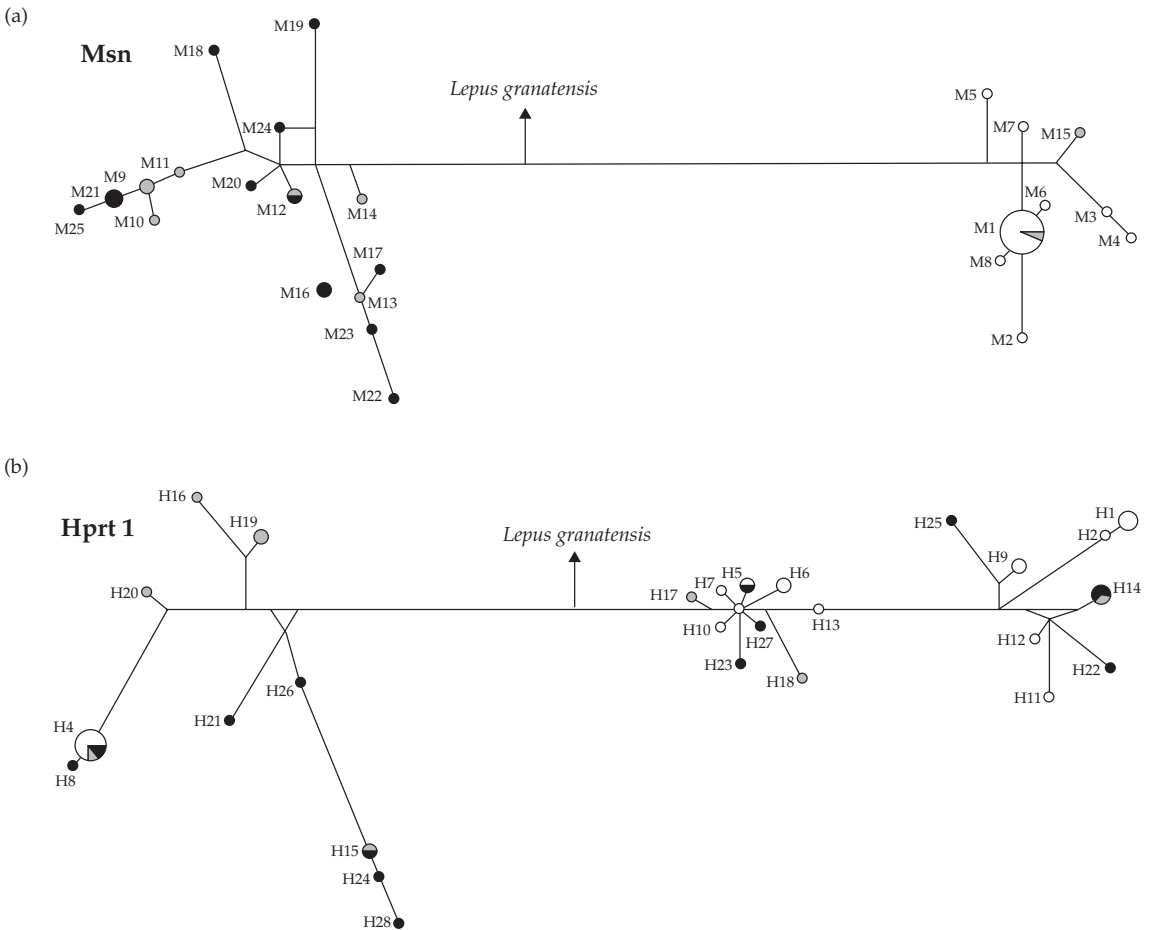 (a)
Msn
M19
M18
Lepus granatensis
M5
M7
M15
M24
M11
M9
M21
M25
M10
M20
M12
M14
M6
M1
M3
M4
M8
M17
M16
M13
M23
M2
M22
(b)
Hprt 1
H16
H19
Lepus granatensis
H25
H1
H2
H9
H20
H17
H7
H5
H6
H14
H10
H27
H13
H12
H23
H18
H22
H11
H26
H21
H4
H8
H15
H24
H28